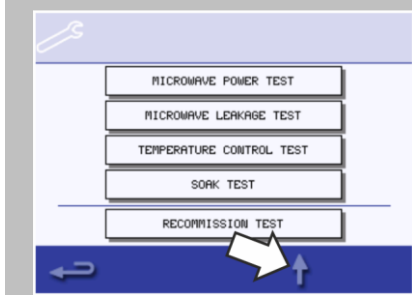 MICROWAVE POWER TEST
MICROWAVE LEAKAGE TEST
TEMPERATURE CONTROL TEST
SOAK TEST
RECOMMISSION TEST